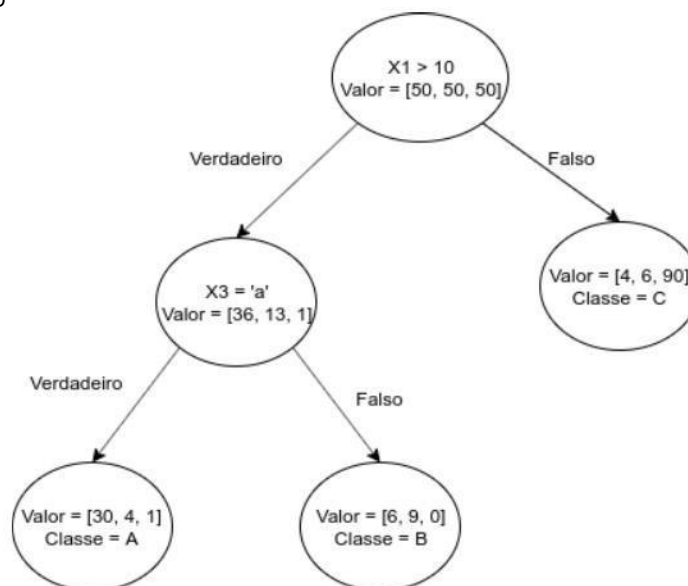 X1 > 10
Valor = [50, 50, 50]
Verdadeiro
Falso
X3 = 'a'
Valor = [36, 13, 1]
Valor = [4, 6, 90]
Classe = C
Verdadeiro
Falso
Valor = [30, 4, 1]
Classe = A
Valor = [6, 9, 0]
Classe = B